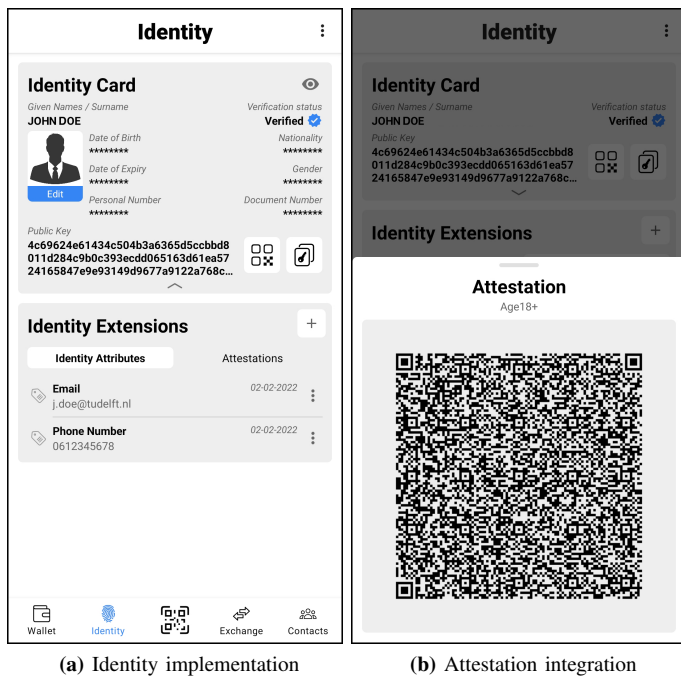 Identity
Identity Card
Given Names / Surname
Verification status
JOHN DOE
Verified
Date of Birth
Nationality
********
********
Date of Expiry
Gender
********
********
Edit
Personal Number
Document Number
********
********
Public Key
4c69624e61434c504b3a6365d5ccbbd8
011d284c9b0c393ecdd065163d61ea57
24165847e9e93149d9677a9122a768c...
Identity Extensions
+
Identity Attributes
Attestations
Email
02-02-2022
j.doe@tudelft.nl
Phone Number
02-02-2022
0612345678
Wallet
Identity
Exchange
Contacts
(a) Identity implementation
Identity
Identity Card
Given Names / Surname
Verification status
JOHN DOE
Verified
Public Key
4c69624e61434c504b3a6365d5ccbbd8
011d284c9b0c393ecdd065163d61ea57
24165847e9e93149d9677a9122a768c...
Identity Extensions
+
Attestation
Age18+
(b) Attestation integration